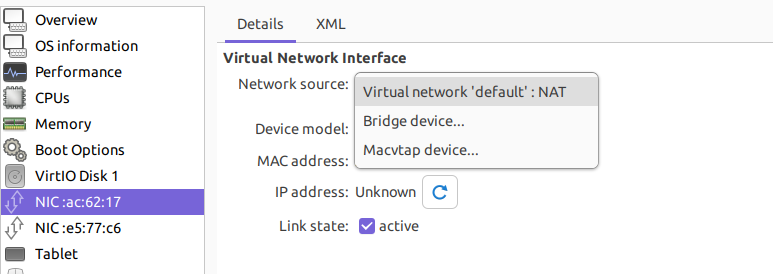 Overview
OS information
Performance
CPUs
Memory
Boot Options
VirtIO Disk 1
NIC :ac:62:17
NIC :e5:77:c6
Tablet
Details XML
Virtual Network Interface
Network source:
Virtual network 'default' : NAT
Bridge device...
Macvtap device...
Device model:
MAC address:
IP address: Unknown
Link state: active